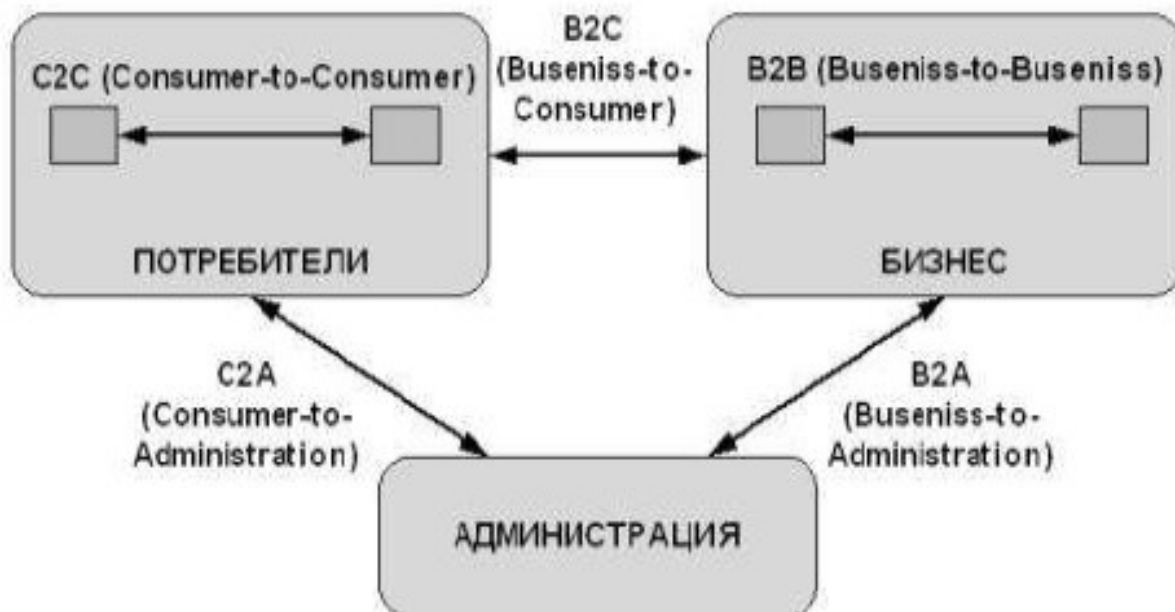 C2C (Consumer-to-Consumer)
ПОТРЕБИТЕЛИ
B2C
(Buseniss-to-
Consumer)
B2B (Buseniss-to-Buseniss)
БИЗНЕС
C2A
(Consumer-to-
Administration)
B2A
(Buseniss-to-
Administration)
АДМИНИСТРАЦИЯ